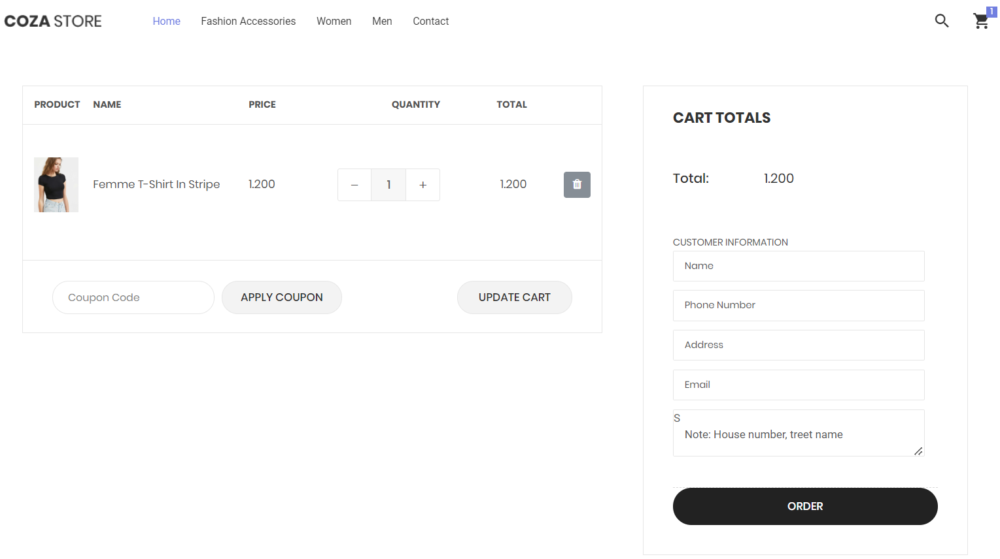 COZA STORE
Home Fashion Accessories Women Men Contact
1
PRODUCT NAME PRICE QUANTITY TOTAL
Femme T-Shirt In Stripe 1.200 − 1 + 1.200
Coupon Code APPLY COUPON UPDATE CART
CART TOTALS
Total: 1.200
CUSTOMER INFORMATION
Name
Phone Number
Address
Email
S
Note: House number, treet name
ORDER